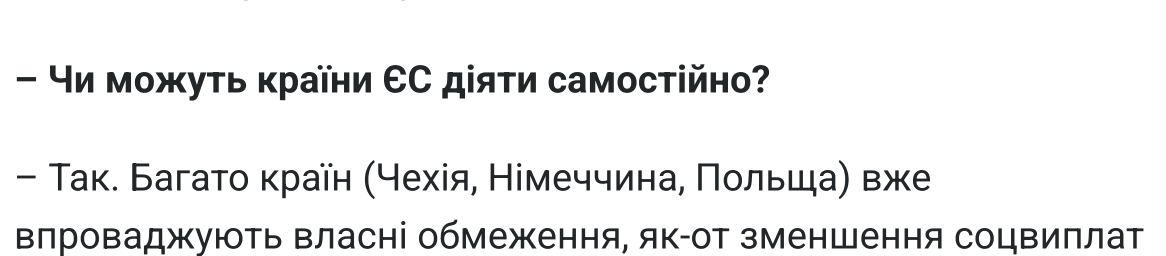 – Чи можуть країни ЄС діяти самостійно?
– Так. Багато країн (Чехія, Німеччина, Польща) вже
впроваджують власні обмеження, як-от зменшення соцвиплат